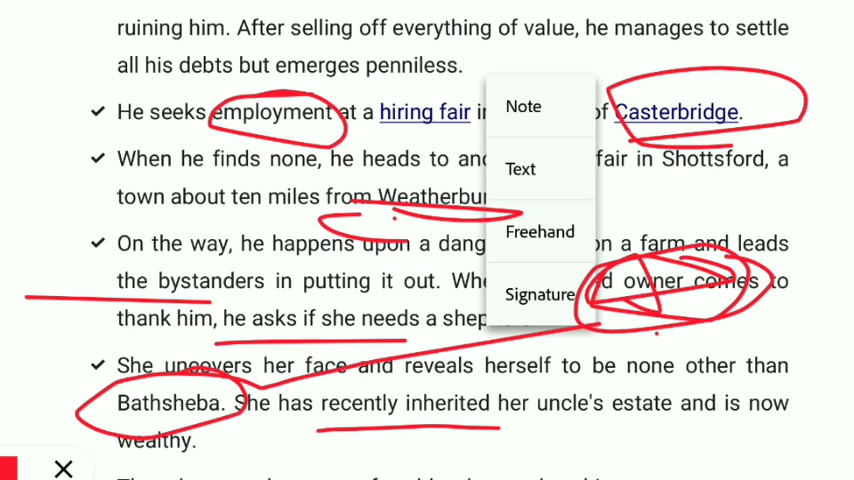 ruining him. After selling off everything of value, he manages to settle
all his debts but emerges penniless.
✓ He seeks employment at a hiring fair in of Casterbridge.
✓ When he finds none, he heads to fair in Shottsford, a
town about ten miles from
✓ On the way, he happens upon a on a farm and leads
the bystanders in putting it out. owner comes to
thank him, he asks if she needs a
✓ She uncovers her face and reveals herself to be none other than
Bathsheba. She has recently inherited her uncle's estate and is now
wealthy.
Note
Text
Freehand
Signature